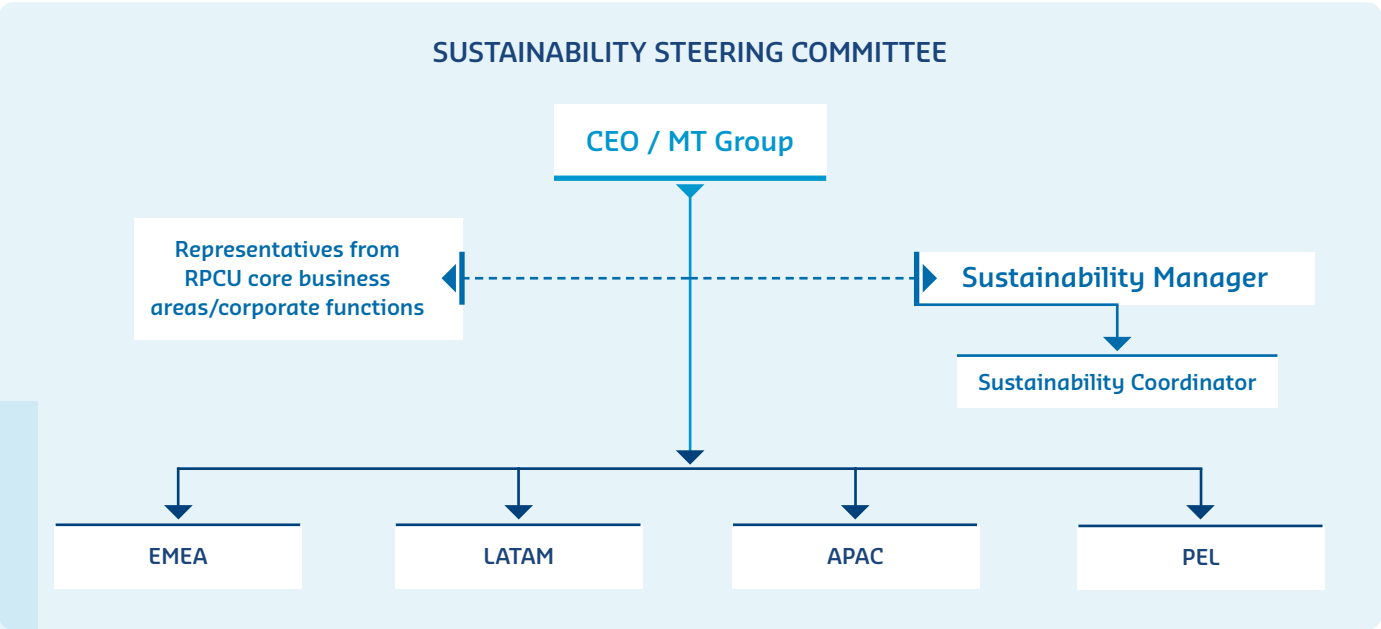 SUSTAINABILITY STEERING COMMITTEE
CEO / MT Group
Representatives from
RPCU core business
areas/corporate functions
Sustainability Manager
Sustainability Coordinator
EMEA
LATAM
APAC
PEL